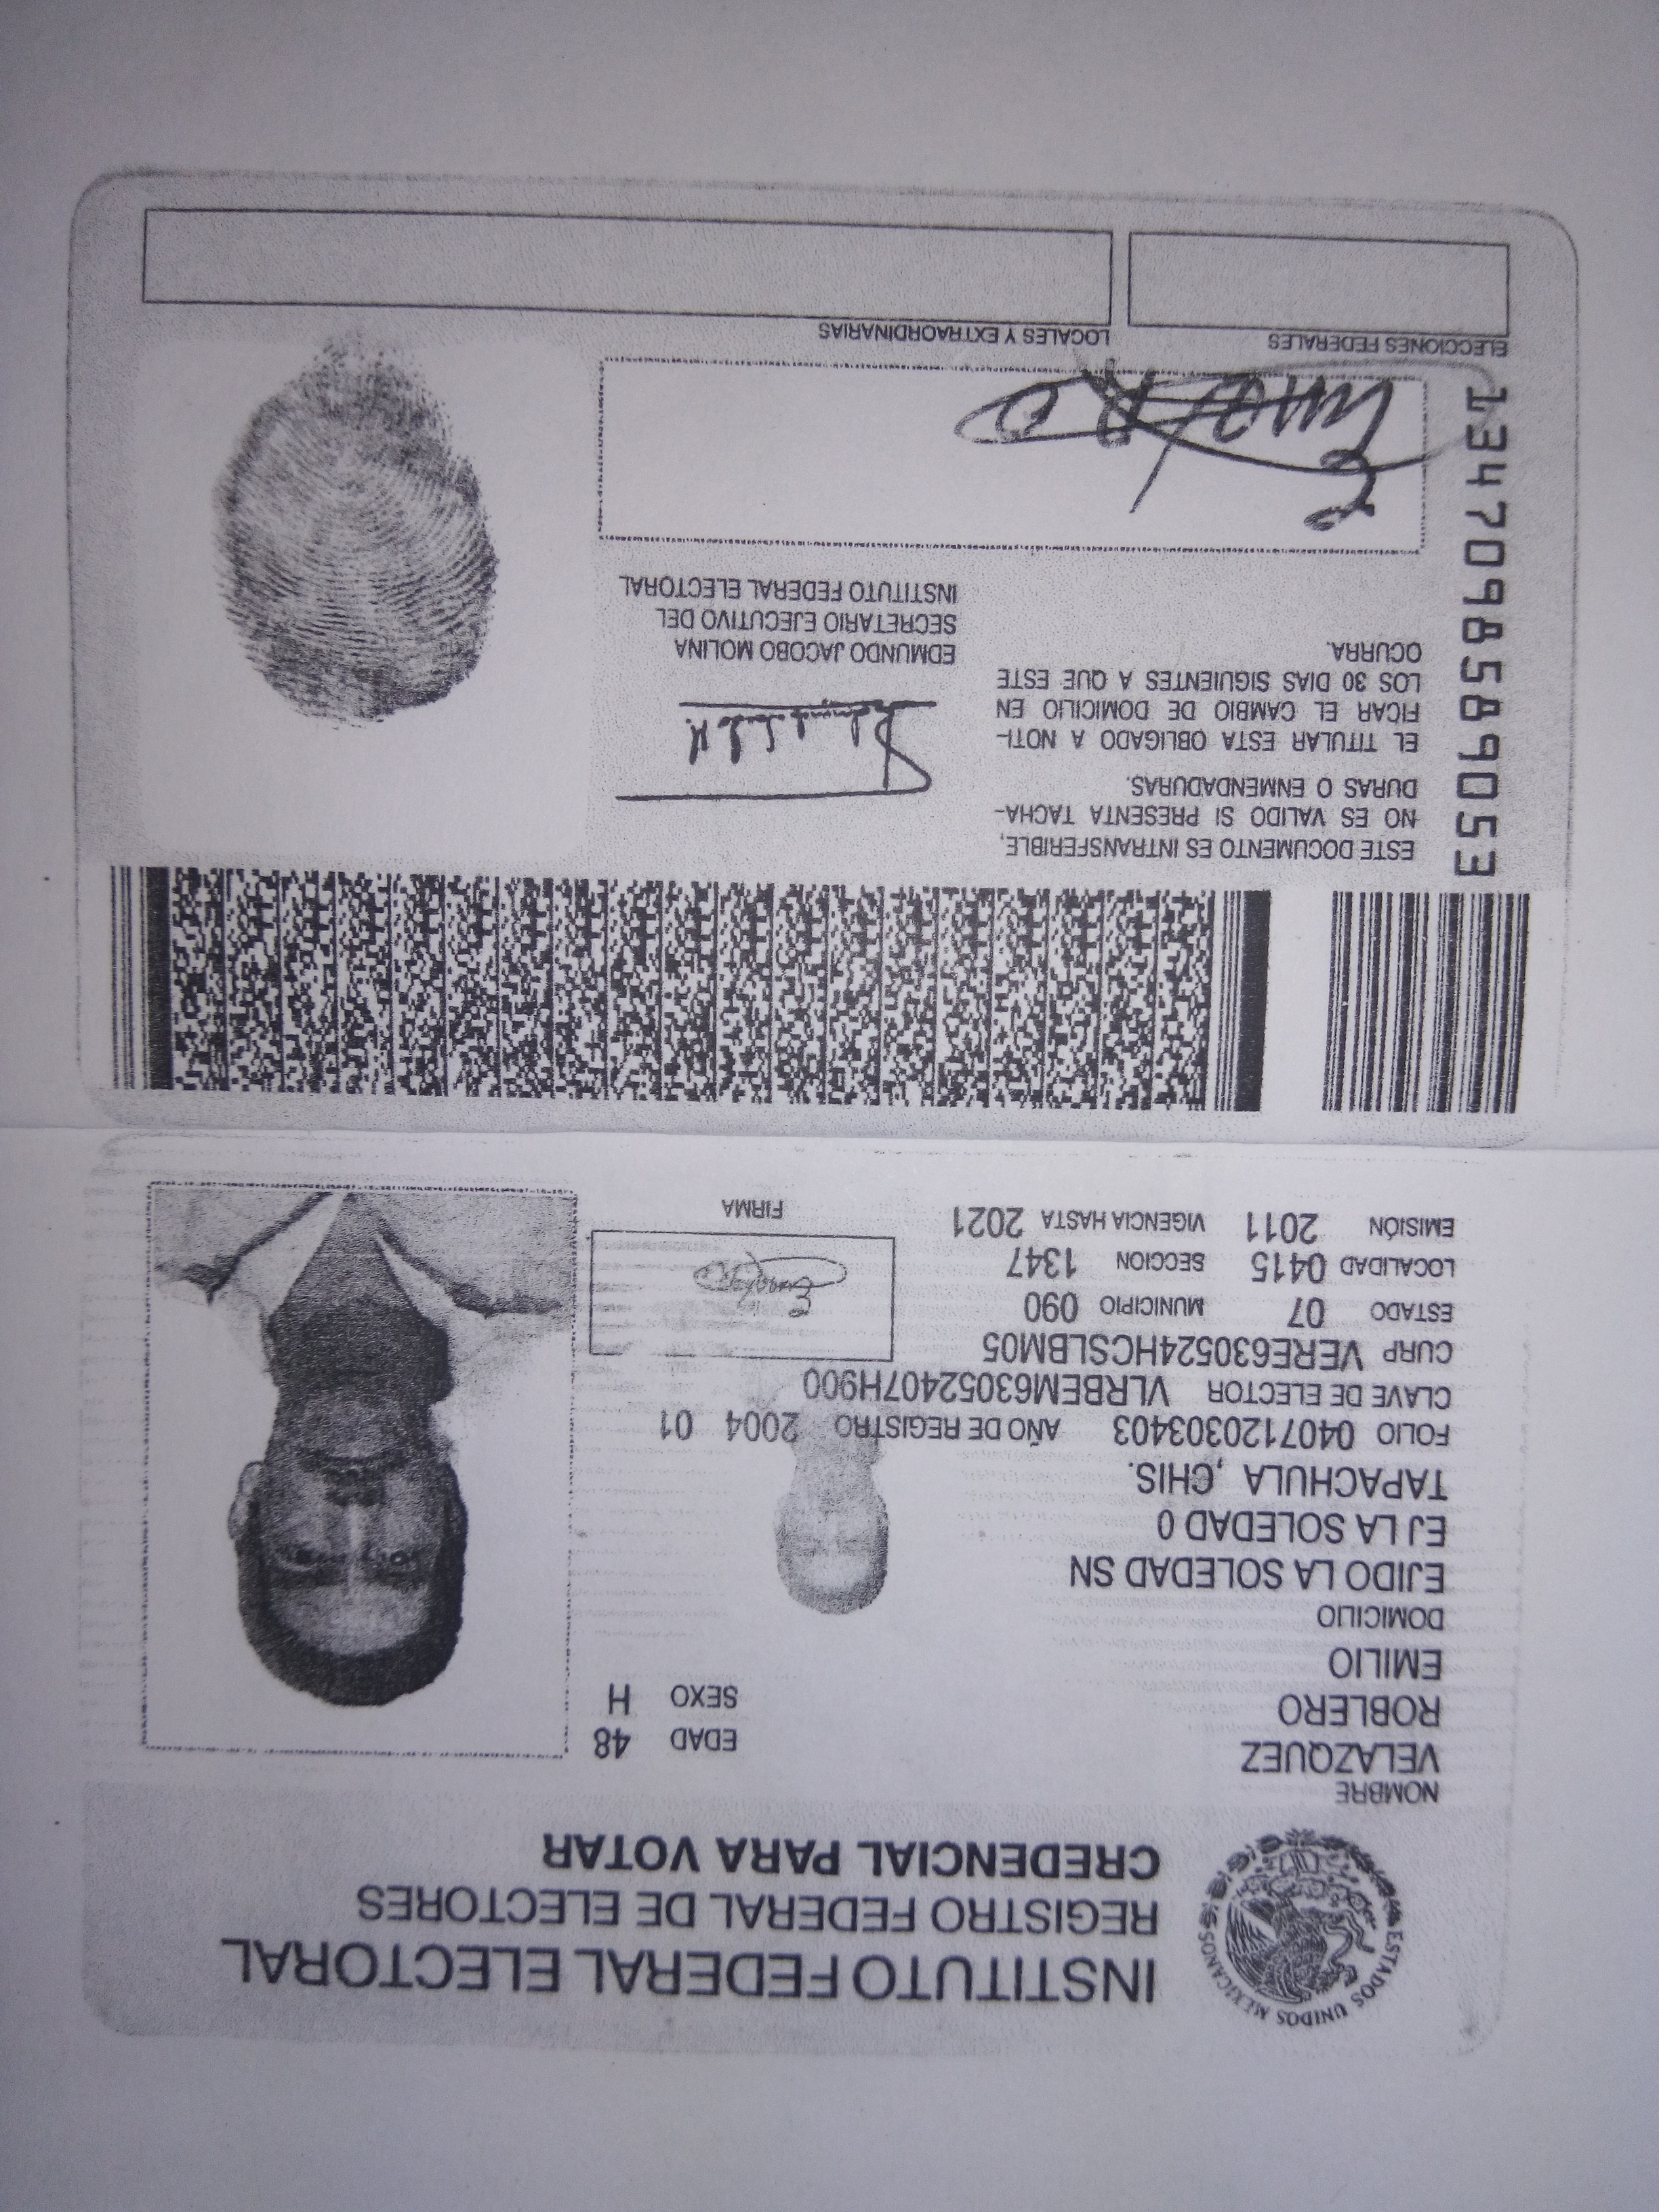 ESTADOS UNIDOS MEXICANOS
INSTITUTO FEDERAL ELECTORAL
REGISTRO FEDERAL DE ELECTORES
CREDENCIAL PARA VOTAR
NOMBRE
VELAZQUEZ
ROBLERO
EMILIO
EDAD 48
SEXO H
DOMICILIO
EJIDO LA SOLEDAD SN
EJ LA SOLEDAD 0
TAPACHULA ,CHIS.
FOLIO 0407120303403 AÑO DE REGISTRO 2004 01
CLAVE DE ELECTOR VLRBEM63052407H900
CURP VERE630524HCSLBM05
ESTADO 07 MUNICIPIO 090
LOCALIDAD 0415 SECCION 1347
EMISIÓN 2011 VIGENCIA HASTA 2021
FIRMA
1347098589053
ESTE DOCUMENTO ES INTRANSFERIBLE,
NO ES VALIDO SI PRESENTA TACHA-
DURAS O ENMENDADURAS.
EL TITULAR ESTA OBLIGADO A NOTI-
FICAR EL CAMBIO DE DOMICILIO EN
LOS 30 DIAS SIGUIENTES A QUE ESTE
OCURRA.
EDMUNDO JACOBO MOLINA
SECRETARIO EJECUTIVO DEL
INSTITUTO FEDERAL ELECTORAL
ELECCIONES FEDERALES
LOCALES Y EXTRAORDINARIAS